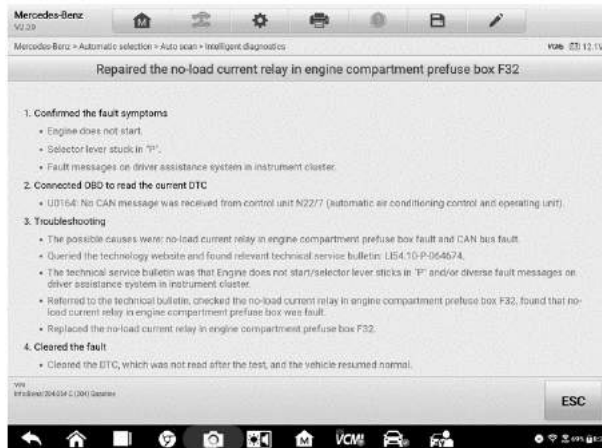 Mercedes-Benz
V2.30
Mercedes-Benz > Automatic selection > Auto scan > Intelligent diagnostics
12.1V
Repaired the no-load current relay in engine compartment prefuse box F32
1. Confirmed the fault symptoms
• Engine does not start.
• Selector lever stuck in "P".
• Fault messages on driver assistance system in instrument cluster.
2. Connected OBD to read the current DTC
• U0164: No CAN message was received from control unit N22/7 (automatic air conditioning control and operating unit).
3. Troubleshooting
• The possible causes were: no-load current relay in engine compartment prefuse box fault and CAN bus fault.
• Queried the technology website and found relevant technical service bulletin: LI54.10-P-064674.
• The technical service bulletin was that Engine does not start/selector lever sticks in "P" and/or diverse fault messages on
driver assistance system in instrument cluster.
• Referred to the technical bulletin, checked the no-load current relay in engine compartment prefuse box F32, found that no-
load current relay in engine compartment prefuse box was fault.
• Replaced the no-load current relay in engine compartment prefuse box F32.
4. Cleared the fault
• Cleared the DTC, which was not read after the test, and the vehicle resumed normal.
VIN
ESC
VCMI